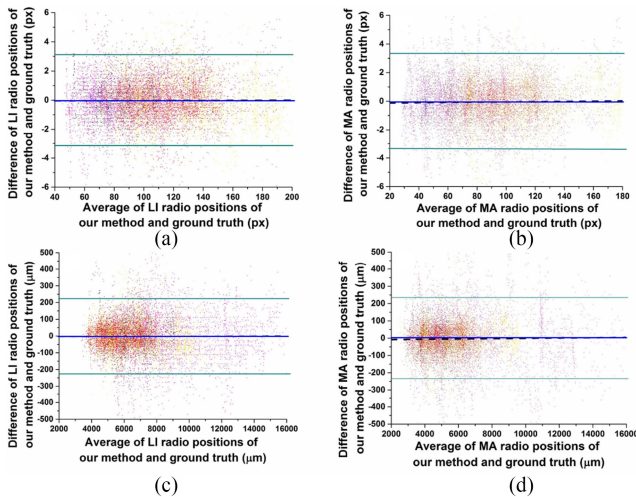 Difference of LI radio positions of
our method and ground truth (px)
6
4
2
0
-2
-4
-6
40 60 80 100 120 140 160 180 200
Average of LI radio positions of
our method and ground truth (px)
(a)
Difference of MA radio positions of
our method and ground truth (px)
6
4
2
0
-2
-4
-6
20 40 60 80 100 120 140 160 180
Average of MA radio positions of
our method and ground truth (px)
(b)
Difference of LI radio positions of
our method and ground truth (μm)
500
400
300
200
100
0
-100
-200
-300
-400
-500
2000 4000 6000 8000 10000 12000 14000 16000
Average of LI radio positions of
our method and ground truth (μm)
(c)
Difference of MA radio positions of
our method and ground truth (μm)
500
400
300
200
100
0
-100
-200
-300
-400
-500
2000 4000 6000 8000 10000 12000 14000 16000
Average of MA radio positions of
our method and ground truth (μm)
(d)